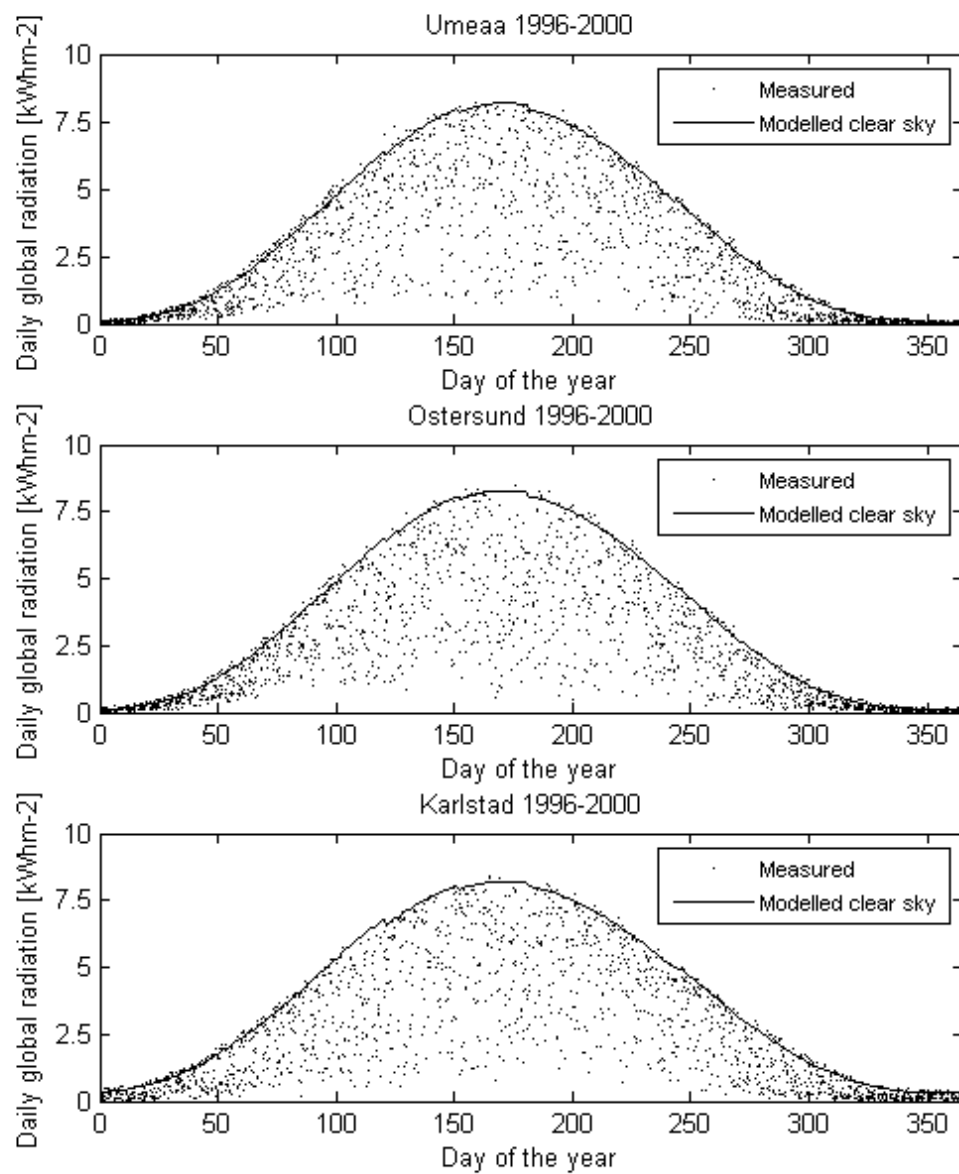 Umeaa 1996-2000
Daily global radiation [kWhm-2]
10
7.5
5
2.5
0
Measured
Modelled clear sky
0 50 100 150 200 250 300 350
Day of the year
Ostersund 1996-2000
Daily global radiation [kWhm-2]
10
7.5
5
2.5
0
Measured
Modelled clear sky
0 50 100 150 200 250 300 350
Day of the year
Karlstad 1996-2000
Daily global radiation [kWhm-2]
10
7.5
5
2.5
0
Measured
Modelled clear sky
0 50 100 150 200 250 300 350
Day of the year